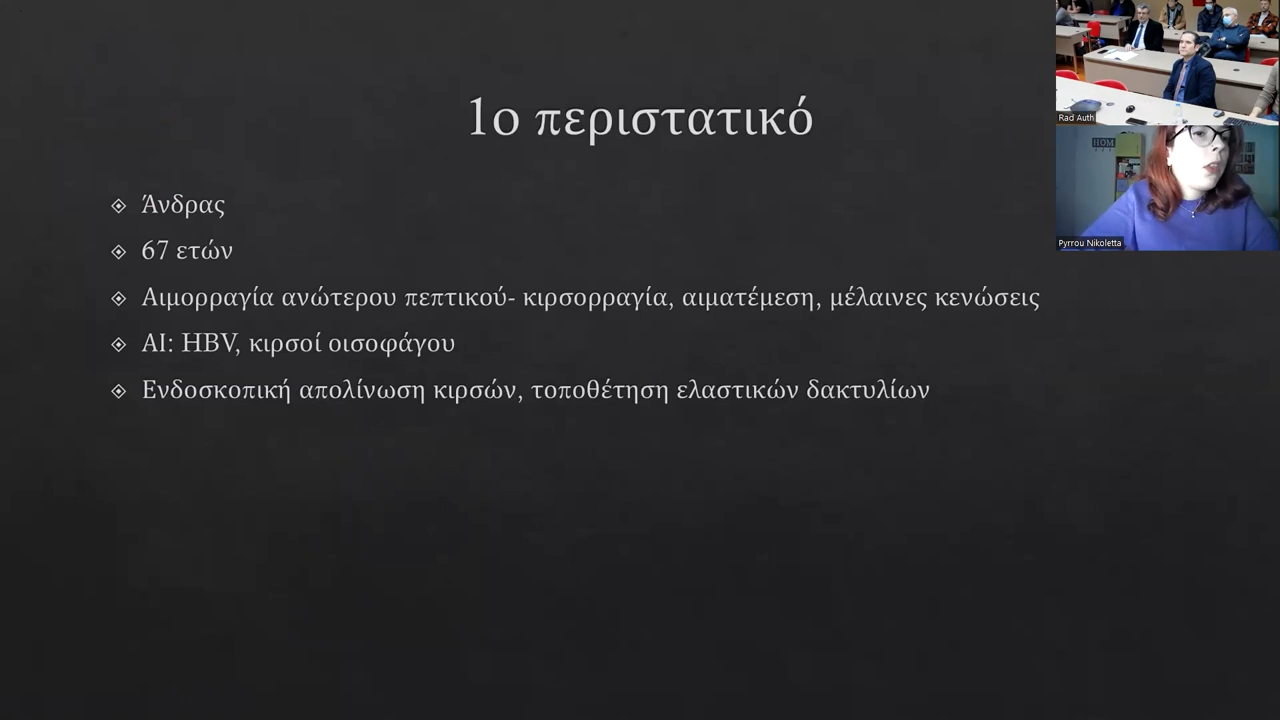 1ο περιστατικό
Άνδρας
67 ετών
Αιμορραγία ανώτερου πεπτικού- κιρσορραγία, αιματέμεση, μέλαινες κενώσεις
ΑΙ: HBV, κιρσοί οισοφάγου
Ενδοσκοπική απολίνωση κιρσών, τοποθέτηση ελαστικών δακτυλίων
Rad Auth
HOM
Pyrrou Nikoletta